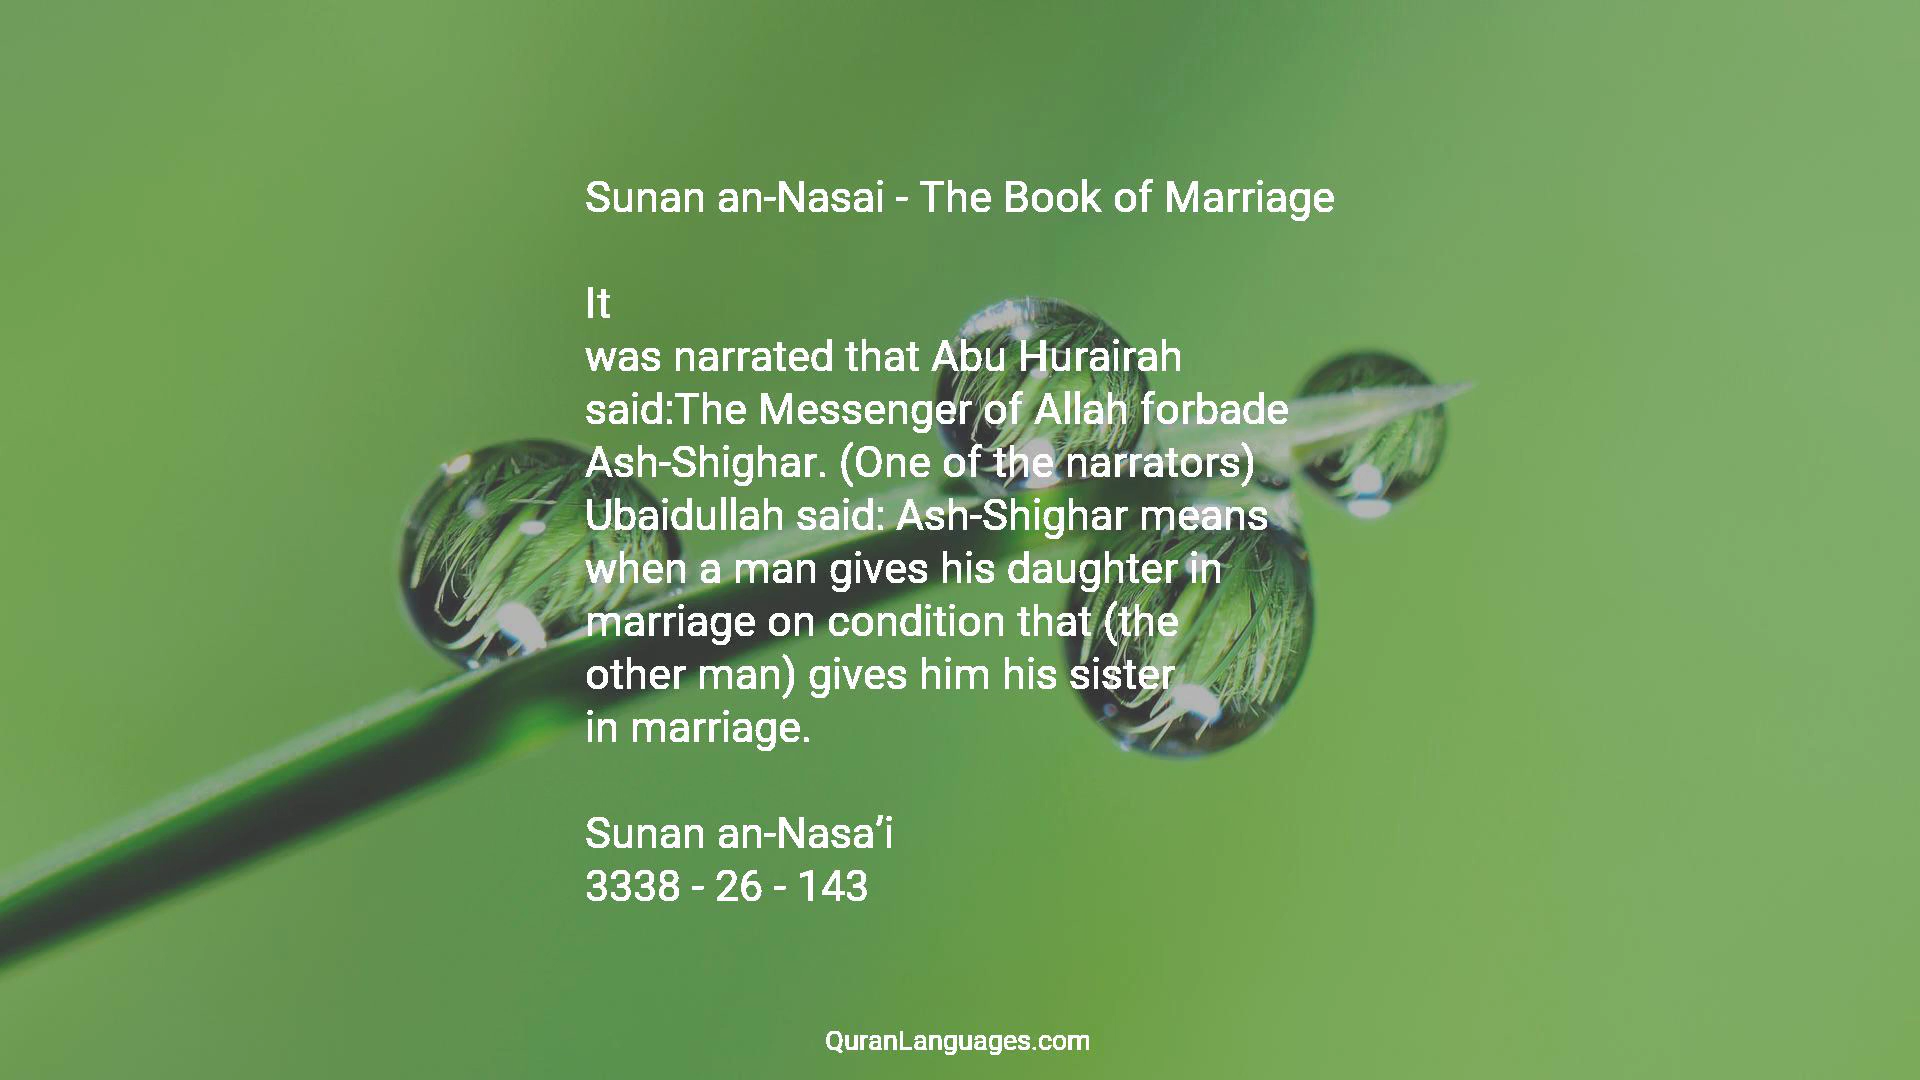 Sunan an-Nasai - The Book of Marriage
It
was narrated that Abu Hurairah
said:The Messenger of Allah forbade
Ash-Shighar. (One of the narrators)
Ubaidullah said: Ash-Shighar means
when a man gives his daughter in
marriage on condition that (the
other man) gives him his sister
in marriage.
Sunan an-Nasa’i
3338 - 26 - 143
QuranLanguages.com